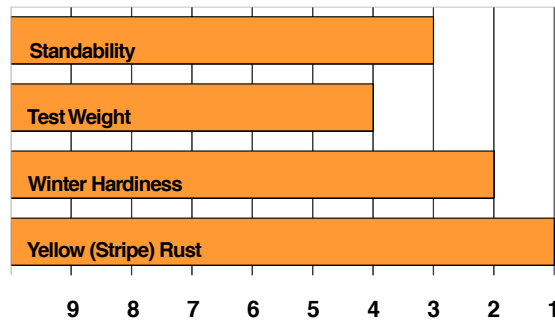 Standability
Test Weight
Winter Hardiness
Yellow (Stripe) Rust
9 8 7 6 5 4 3 2 1